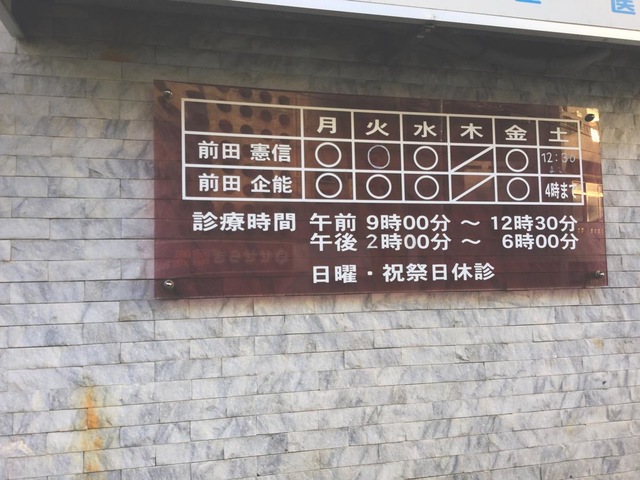 医
月 火 水 木 金 土
前田 憲信 ○ ○ ○ ／ ○ 12:30
前田 企能 ○ ○ ○ ／ ○ 4時まで
診療時間 午前 9時00分 ～ 12時30分
午後 2時00分 ～ 6時00分
日曜・祝祭日休診